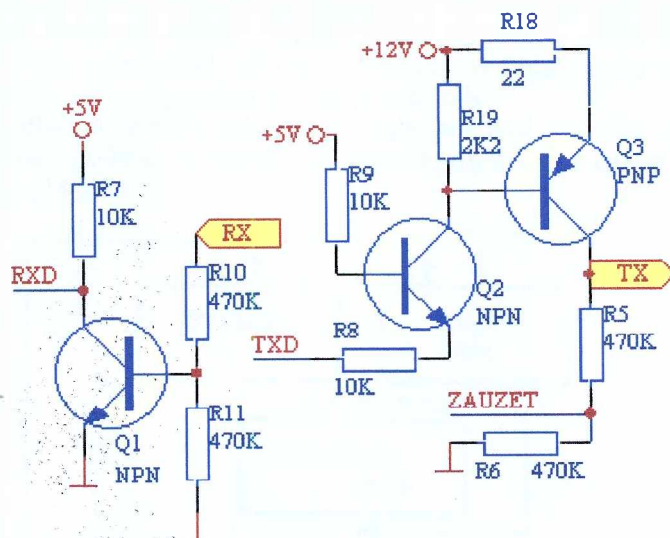 R18
+12V
22
R19
2K2
+5V
+5V
Q3
PNP
R7
10K
R9
10K
RX
RXD
R10
470K
TX
Q2
NPN
R5
470K
TXD
R8
10K
ZAUZET
R11
470K
Q1
NPN
R6
470K